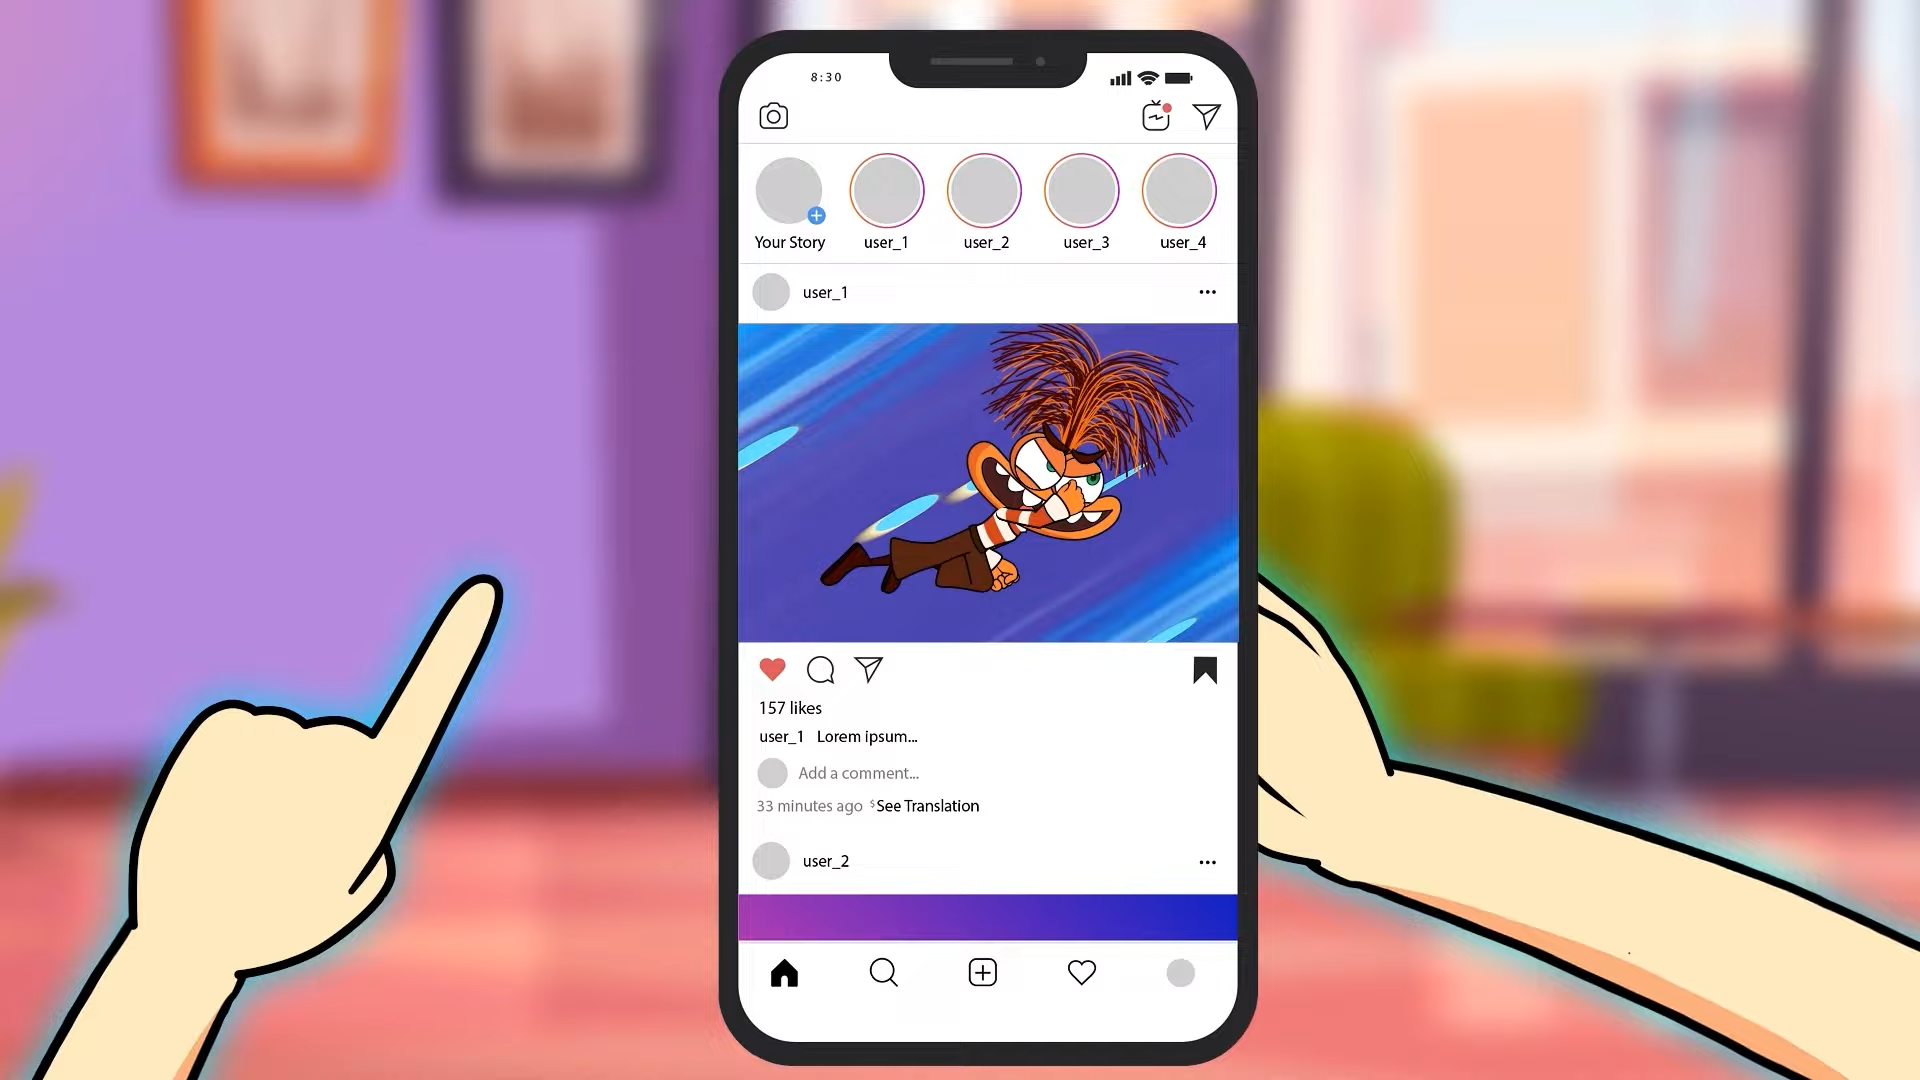 8:30
Your Story
user_1
user_2
user_3
user_4
user_1
157 likes
user_1 Lorem ipsum...
Add a comment...
33 minutes ago $See Translation
user_2